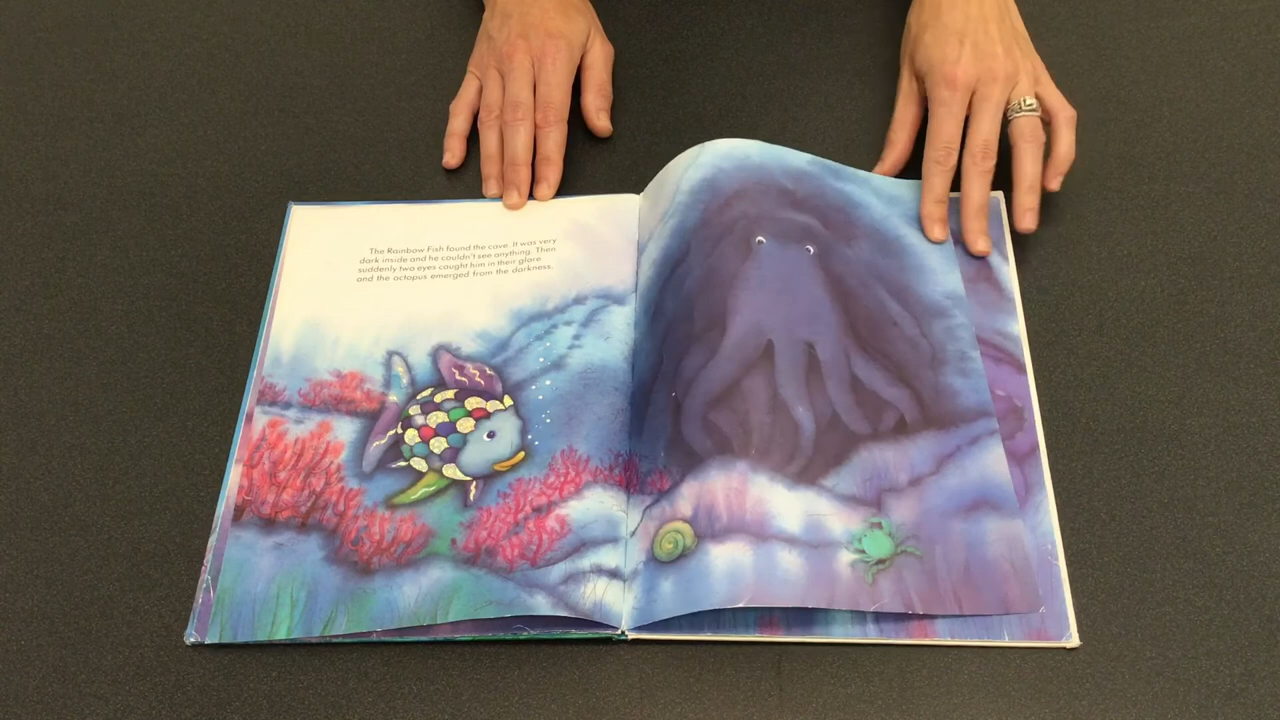 The Rainbow Fish found the cave. It was very
dark inside and he couldn't see anything. Then
suddenly two eyes caught him in their glare
and the octopus emerged from the darkness.